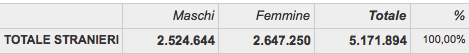 Maschi Femmine Totale %
TOTALE STRANIERI 2.524.644 2.647.250 5.171.894 100,00%